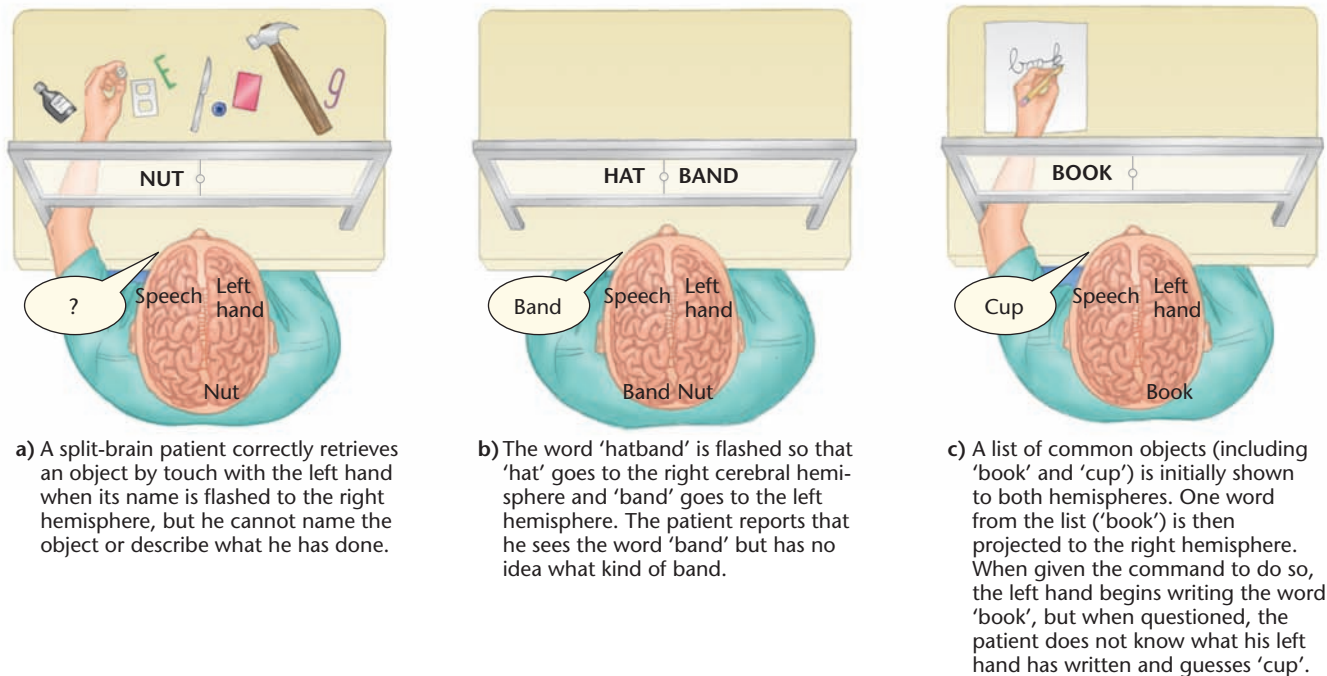 E
g
NUT
?
Speech
Left
hand
Nut
a) A split-brain patient correctly retrieves
an object by touch with the left hand
when its name is flashed to the right
hemisphere, but he cannot name the
object or describe what he has done.
HAT BAND
Band
Speech
Left
hand
Band Nut
b) The word ‘hatband’ is flashed so that
‘hat’ goes to the right cerebral hemi-
sphere and ‘band’ goes to the left
hemisphere. The patient reports that
he sees the word ‘band’ but has no
idea what kind of band.
book
BOOK
Cup
Speech
Left
hand
Book
c) A list of common objects (including
‘book’ and ‘cup’) is initially shown
to both hemispheres. One word
from the list (‘book’) is then
projected to the right hemisphere.
When given the command to do so,
the left hand begins writing the word
‘book’, but when questioned, the
patient does not know what his left
hand has written and guesses ‘cup’.